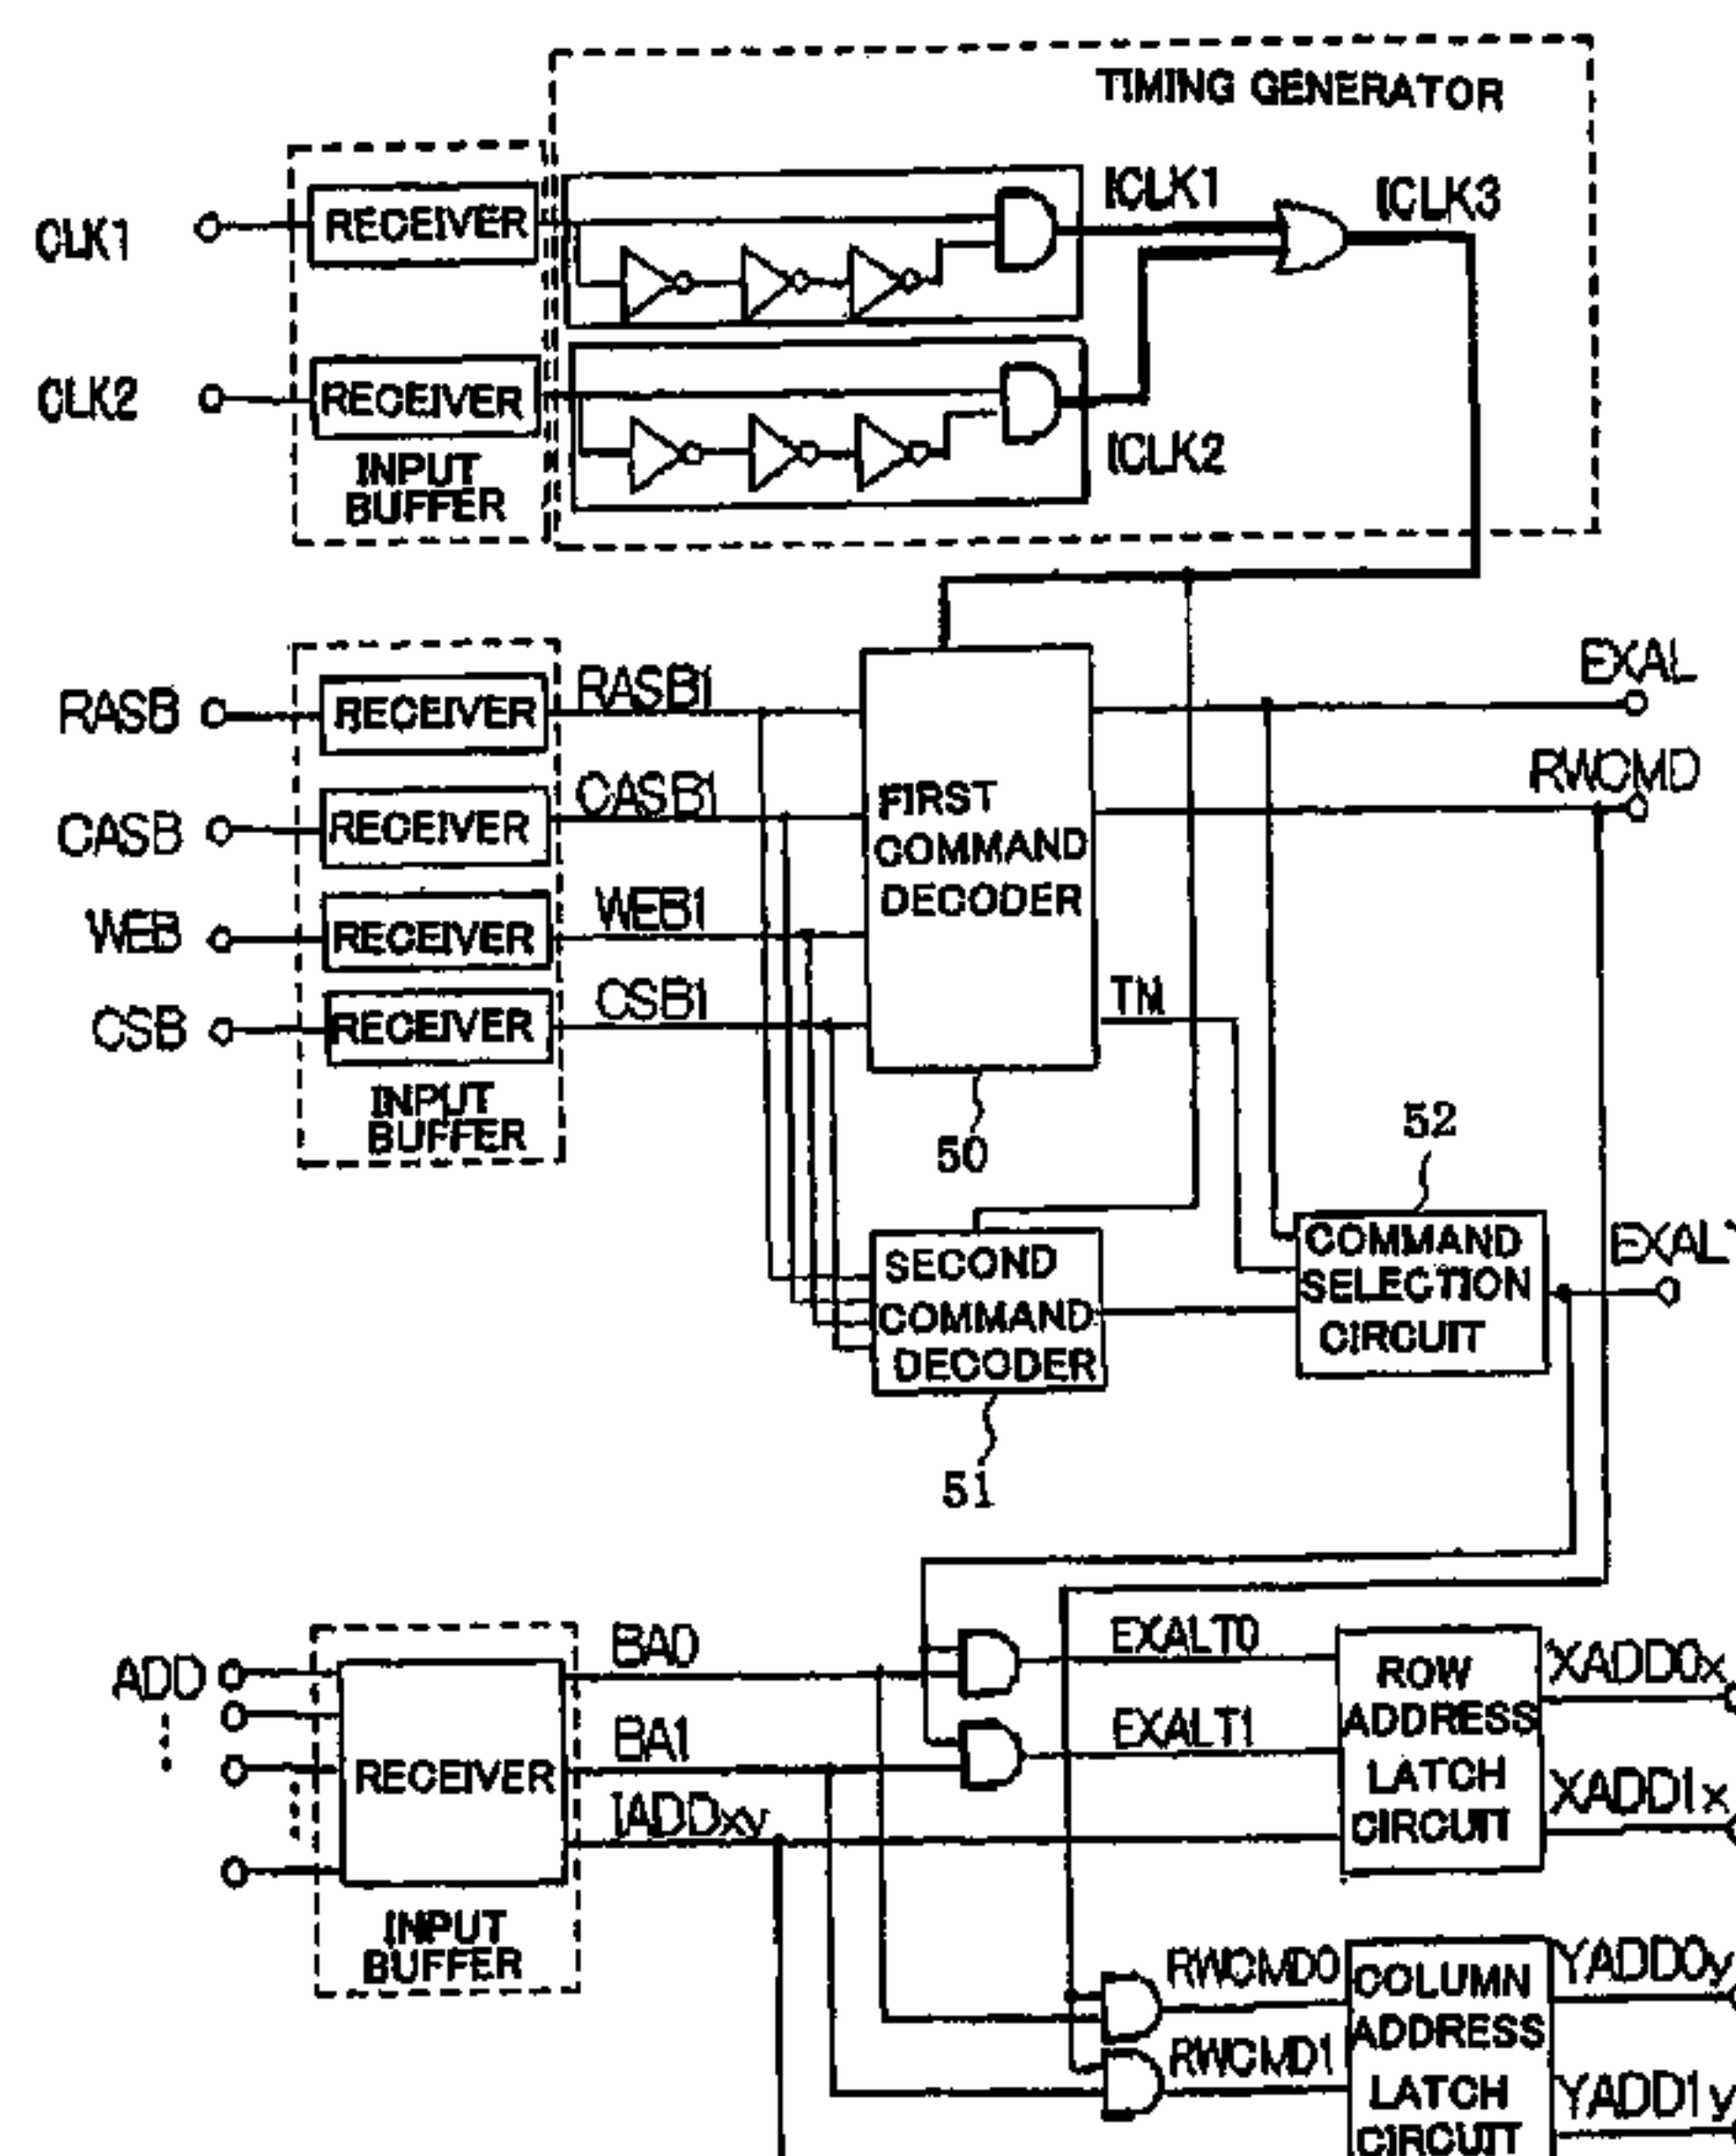 TIMING GENERATOR
CLK1
RECEIVER
ICLK1
ICLK3
CLK2
RECEIVER
ICLK2
INPUT
BUFFER
RASB
RECEIVER
RASB1
EXAL
CASB
RECEIVER
CASB1
RWCMD
WEB
RECEIVER
WEB1
CSB
RECEIVER
CSB1
FIRST
COMMAND
DECODER
TM
INPUT
BUFFER
50
52
SECOND
COMMAND
DECODER
COMMAND
SELECTION
CIRCUIT
51
ADD
RECEIVER
BA0
BA1
IADDxy
EXALT0
EXALT1
ROW
ADDRESS
LATCH
CIRCUIT
XADD0x
XADD1x
INPUT
BUFFER
RWCMD0
RWCMD1
COLUMN
ADDRESS
LATCH
CIRCUIT
YADD0y
YADD1y